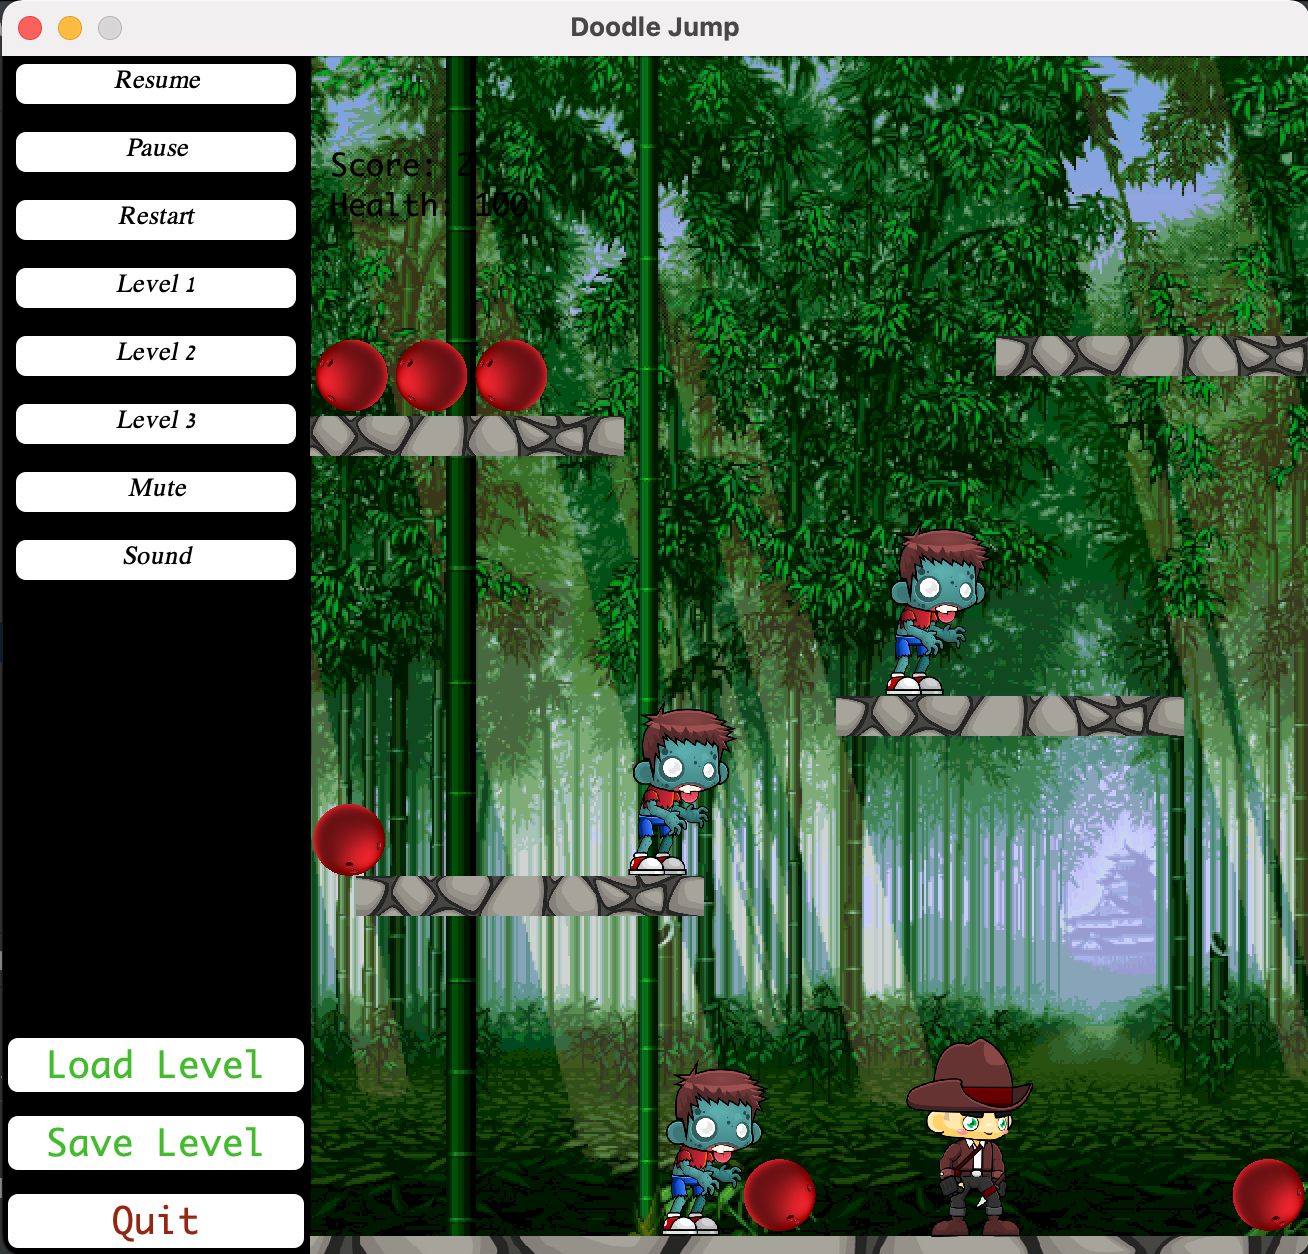 Doodle Jump
Resume
Pause
Restart
Level 1
Level 2
Level 3
Mute
Sound
Load Level
Save Level
Quit
Score: 2
Health: 100